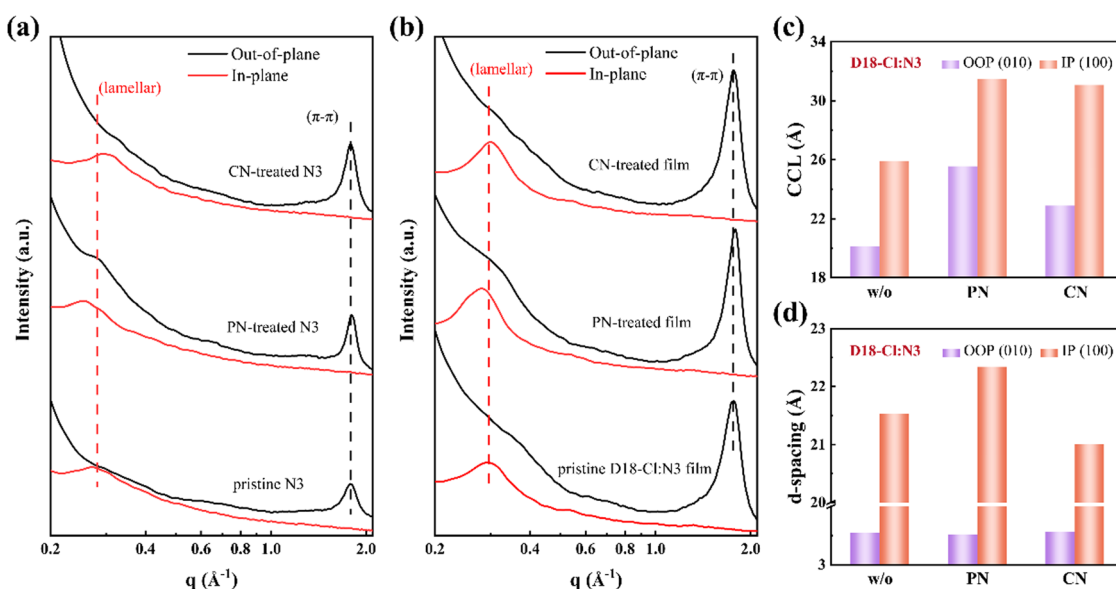 (a)
Out-of-plane
In-plane
(lamellar)
(π-π)
CN-treated N3
PN-treated N3
pristine N3
Intensity (a.u.)
0.2
0.4
0.6
1.0
2.0
q (Å⁻¹)
(b)
Out-of-plane
In-plane
(lamellar)
(π-π)
CN-treated film
PN-treated film
pristine D18-Cl:N3 film
Intensity (a.u.)
0.2
0.4
0.6
1.0
2.0
q (Å⁻¹)
(c)
D18-Cl:N3
OOP (010)
IP (100)
CCL (Å)
34
30
26
22
18
w/o
PN
CN
(d)
D18-Cl:N3
OOP (010)
IP (100)
d-spacing (Å)
23
22
21
20
3
w/o
PN
CN